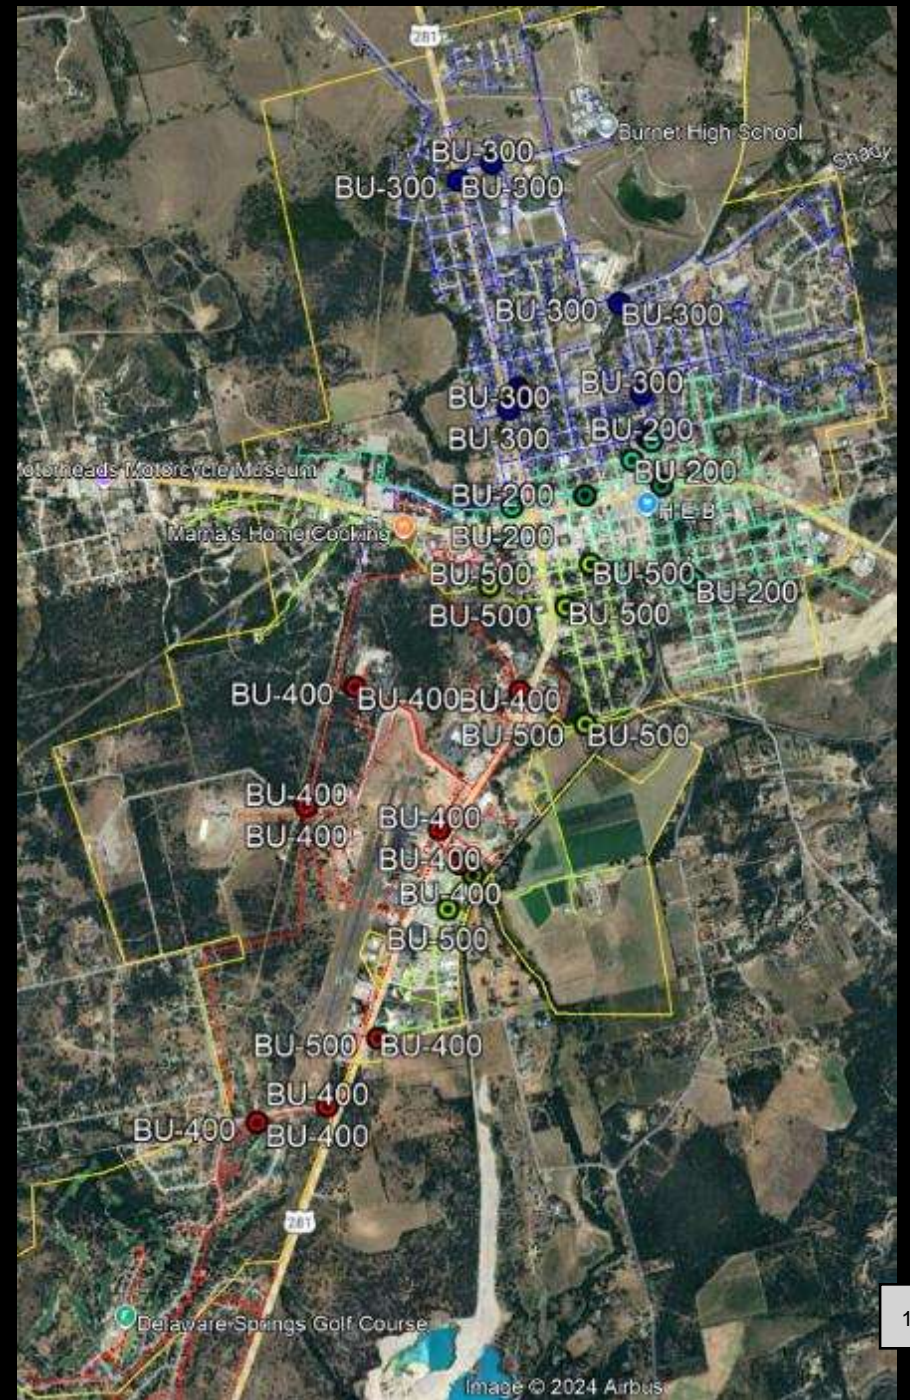 281
Burnet High School
Shady
BU-300
BU-300 BU-300
BU-300 BU-300
BU-300
BU-300
BU-300
BU-200
Motorcycle Museum
BU-200
BU-200
H-E-B
Mama's Home Cooking
BU-200
BU-500
BU-500
BU-200
BU-500
BU-500
BU-400
BU-400
BU-400
BU-500
BU-500
BU-400
BU-400
BU-400
BU-400
BU-400
BU-500
BU-500
BU-400
BU-400
BU-400
BU-400
281
Delaware Springs Golf Course
Image © 2024 Airbus
1